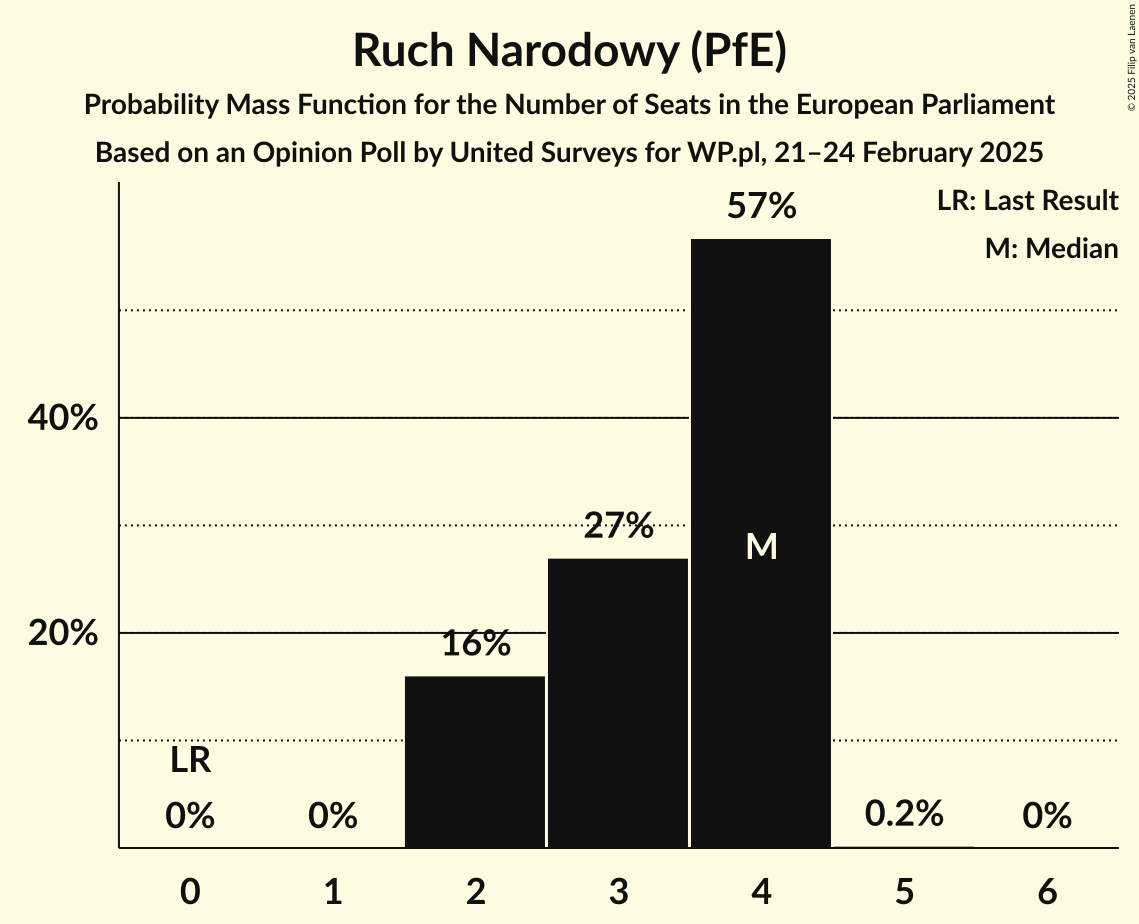 Ruch Narodowy (PfE)
Probability Mass Function for the Number of Seats in the European Parliament
Based on an Opinion Poll by United Surveys for WP.pl, 21–24 February 2025
© 2025 Filip van Laenen
LR: Last Result
M: Median
57%
40%
27%
M
20%
16%
LR
0%
0%
0.2%
0%
0 1 2 3 4 5 6